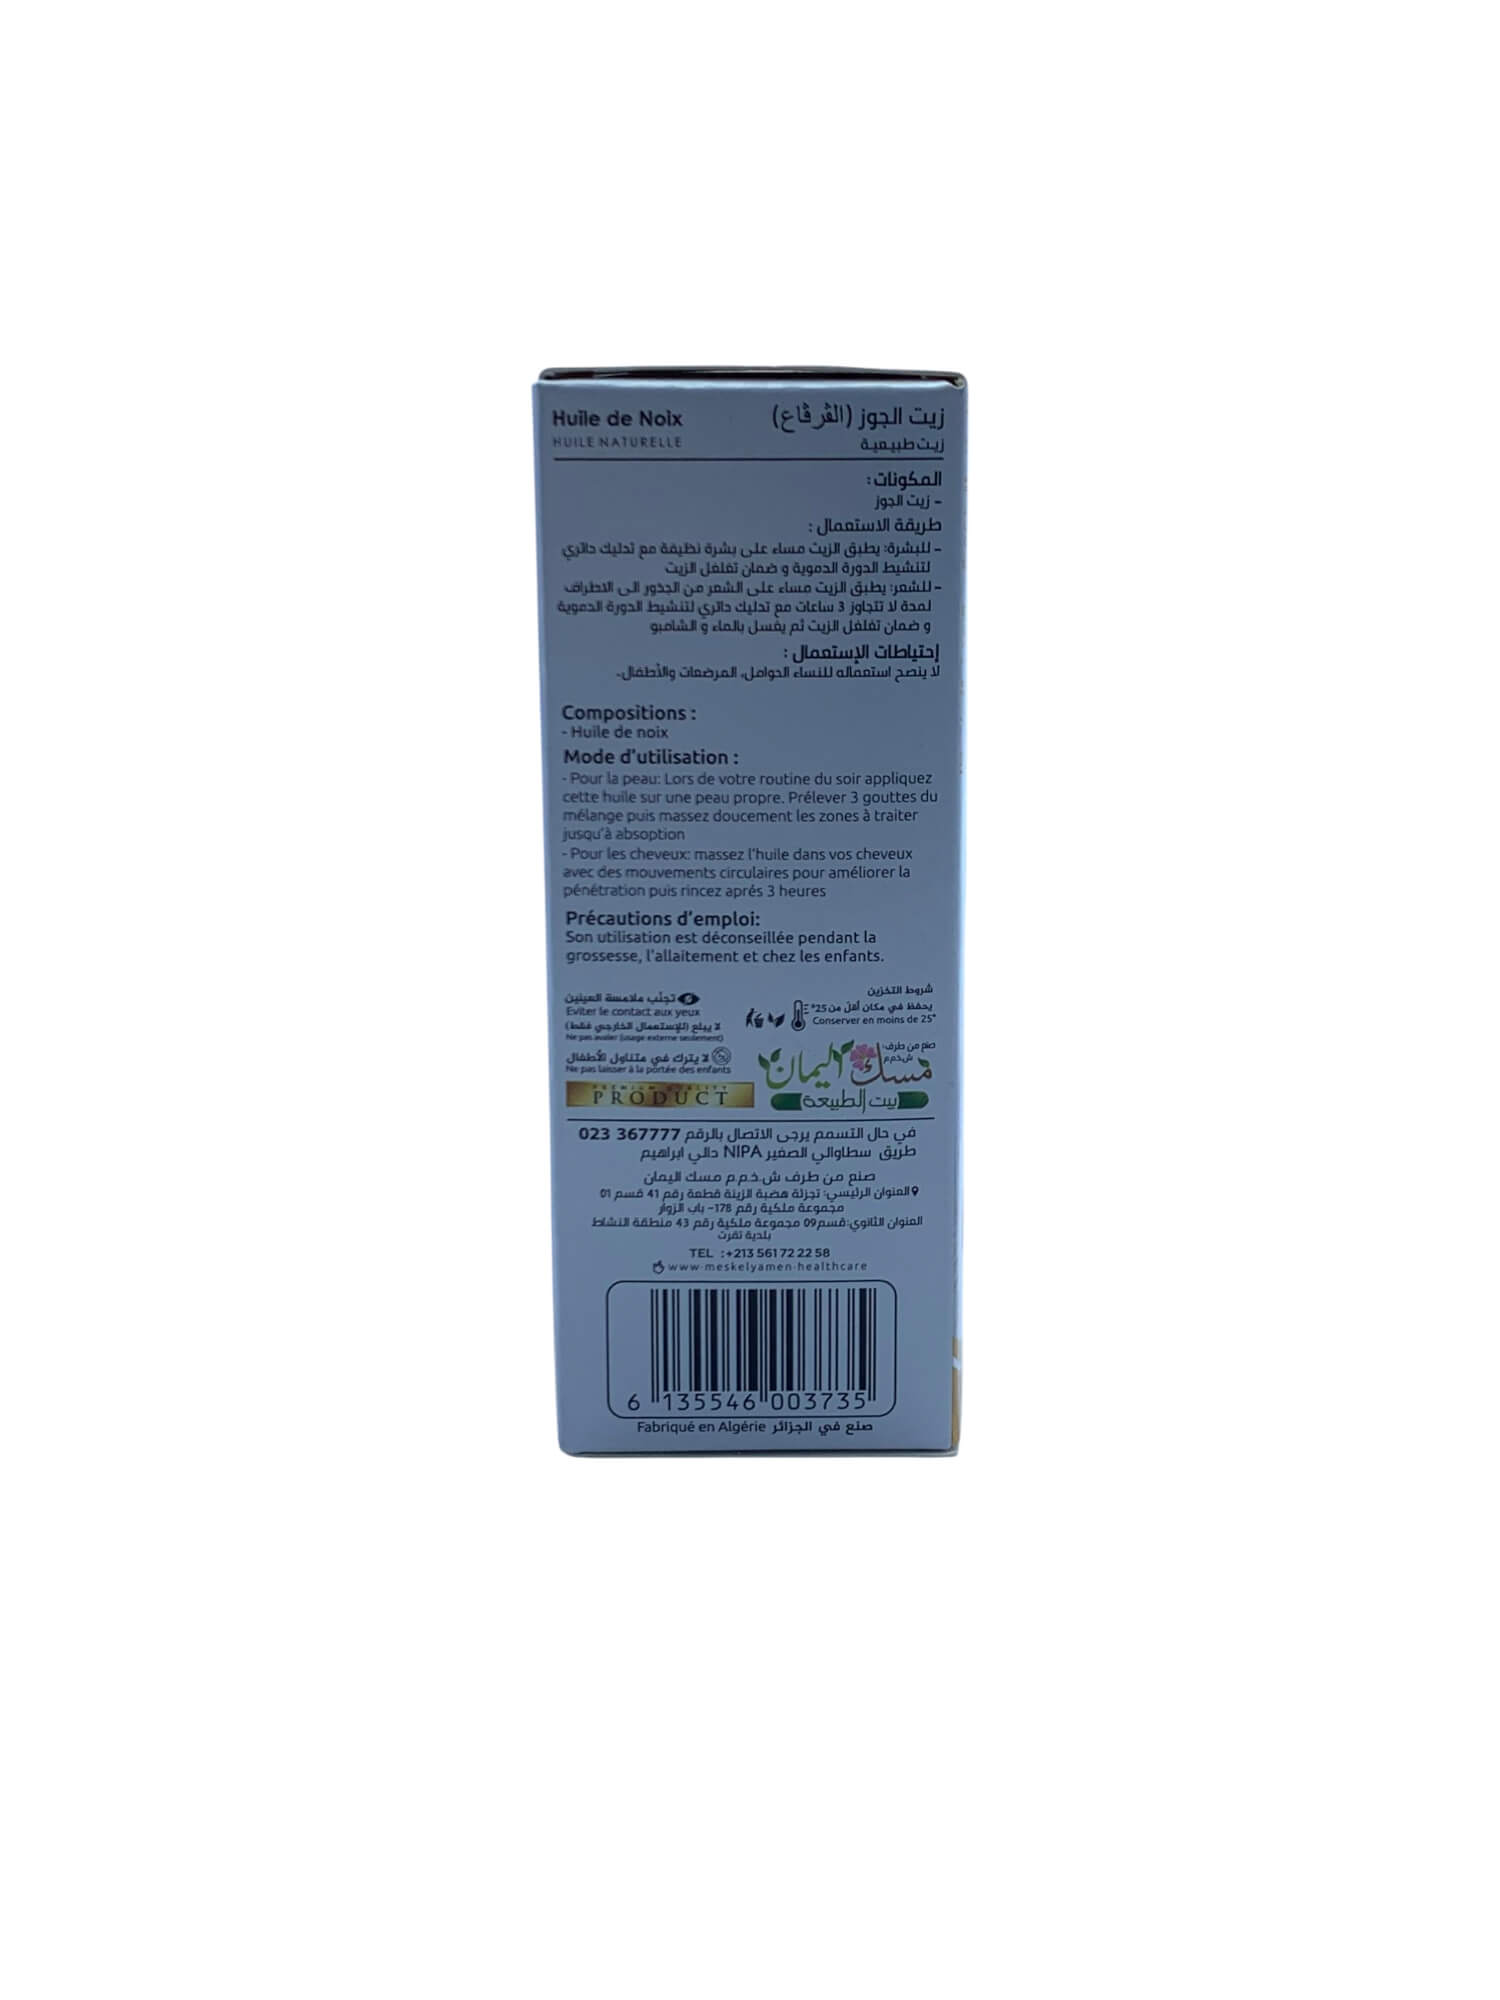 Huile de Noix
HUILE NATURELLE
زيت الجوز (الڨرڨاع)
زيت طبيعية
المكونات :
- زيت الجوز
طريقة الاستعمال :
- للبشرة: يطبق الزيت مساء على بشرة نظيفة مع تدليك دائري
لتنشيط الدورة الدموية و ضمان تغلغل الزيت
- للشعر: يطبق الزيت مساء على الشعر من الجذور الى الاطراف
لمدة لا تتجاوز 3 ساعات مع تدليك دائري لتنشيط الدورة الدموية
و ضمان تغلغل الزيت ثم يغسل بالماء و الشامبو
إحتياطات الإستعمال :
لا ينصح استعماله للنساء الحوامل، المرضعات والأطفال.
Compositions :
- Huile de noix
Mode d'utilisation :
- Pour la peau: Lors de votre routine du soir appliquez
cette huile sur une peau propre. Prélever 3 gouttes du
mélange puis massez doucement les zones à traiter
jusqu'à absoption
- Pour les cheveux: massez l'huile dans vos cheveux
avec des mouvements circulaires pour améliorer la
pénétration puis rincez aprés 3 heures
Précautions d'emploi:
Son utilisation est déconseillée pendant la
grossesse, l'allaitement et chez les enfants.
تجنّب ملامسة العينين
Eviter le contact aux yeux
لا يبلع (للإستعمال الخارجي فقط)
Ne pas avaler (usage externe seulement)
لا يترك في متناول الأطفال
Ne pas laisser à la portée des enfants
PREMIUM QUALITY
PRODUCT
شروط التخزين
يحفظ في مكان أقل من 25°
Conserver en moins de 25°
صنع من طرف:
ش.ذ.م.م
مسك اليمان
بيت الطبيعة
في حال التسمم يرجى الاتصال بالرقم 023 367777
طريق سطاوالي الصغير NIPA دالي ابراهيم
صنع من طرف ش.ذ.م.م مسك اليمان
العنوان الرئيسي: تجزئة هضبة الزينة قطعة رقم 41 قسم 01
مجموعة ملكية رقم 178- باب الزوار
العنوان الثانوي:قسم09 مجموعة ملكية رقم 43 منطقة النشاط
بلدية تقرت
TEL :+213 561 72 22 58
www.meskelyamen-healthcare
6 135546 003735
Fabriqué en Algérie صنع في الجزائر